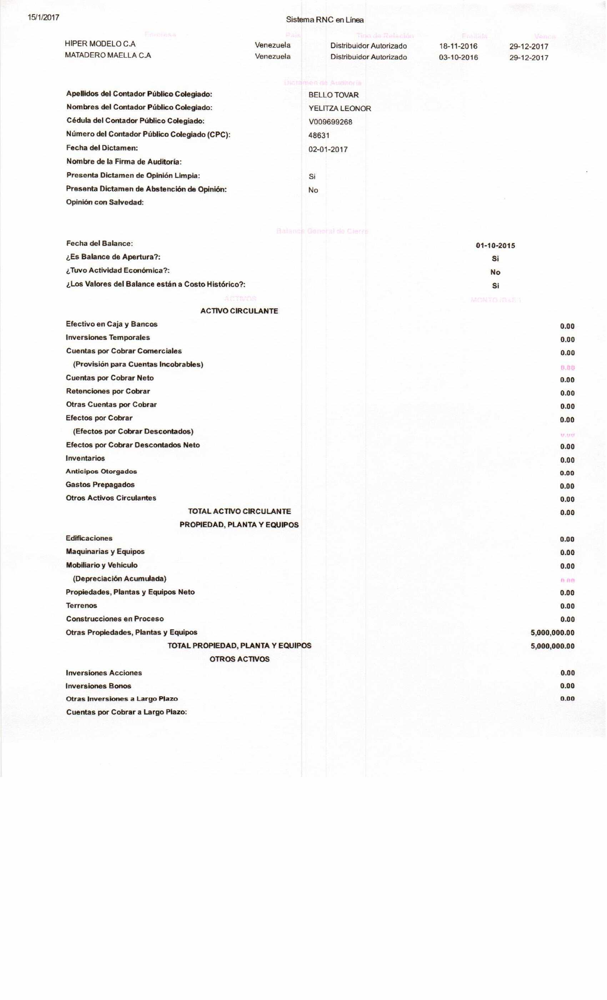 15/1/2017 Sistema RNC en Línea
Empresa País Tipo de Relación Emitida Vence
HIPER MODELO C.A Venezuela Distribuidor Autorizado 18-11-2016 29-12-2017
MATADERO MAELLA C.A Venezuela Distribuidor Autorizado 03-10-2016 29-12-2017
Dictamen de Auditoría
Apellidos del Contador Público Colegiado: BELLO TOVAR
Nombres del Contador Público Colegiado: YELITZA LEONOR
Cédula del Contador Público Colegiado: V009699268
Número del Contador Público Colegiado (CPC): 48631
Fecha del Dictamen: 02-01-2017
Nombre de la Firma de Auditoría:
Presenta Dictamen de Opinión Limpia: Si
Presenta Dictamen de Abstención de Opinión: No
Opinión con Salvedad:
Balance General de Cierre
Fecha del Balance: 01-10-2015
¿Es Balance de Apertura?: Si
¿Tuvo Actividad Económica?: No
¿Los Valores del Balance están a Costo Histórico?: Si
ACTIVOS MONTO
ACTIVO CIRCULANTE
Efectivo en Caja y Bancos 0.00
Inversiones Temporales 0.00
Cuentas por Cobrar Comerciales 0.00
(Provisión para Cuentas Incobrables) 0.00
Cuentas por Cobrar Neto 0.00
Retenciones por Cobrar 0.00
Otras Cuentas por Cobrar 0.00
Efectos por Cobrar 0.00
(Efectos por Cobrar Descontados) 0.00
Efectos por Cobrar Descontados Neto 0.00
Inventarios 0.00
Anticipos Otorgados 0.00
Gastos Prepagados 0.00
Otros Activos Circulantes 0.00
TOTAL ACTIVO CIRCULANTE 0.00
PROPIEDAD, PLANTA Y EQUIPOS
Edificaciones 0.00
Maquinarias y Equipos 0.00
Mobiliario y Vehículo 0.00
(Depreciación Acumulada) 0.00
Propiedades, Plantas y Equipos Neto 0.00
Terrenos 0.00
Construcciones en Proceso 0.00
Otras Propiedades, Plantas y Equipos 5,000,000.00
TOTAL PROPIEDAD, PLANTA Y EQUIPOS 5,000,000.00
OTROS ACTIVOS
Inversiones Acciones 0.00
Inversiones Bonos 0.00
Otras Inversiones a Largo Plazo 0.00
Cuentas por Cobrar a Largo Plazo: